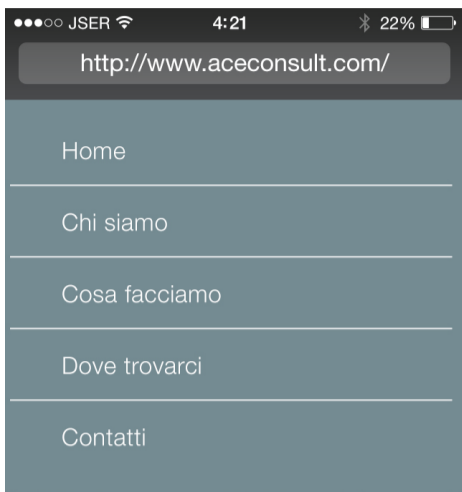 JSER 4:21 22%
http://www.aceconsult.com/
Home
Chi siamo
Cosa facciamo
Dove trovarci
Contatti